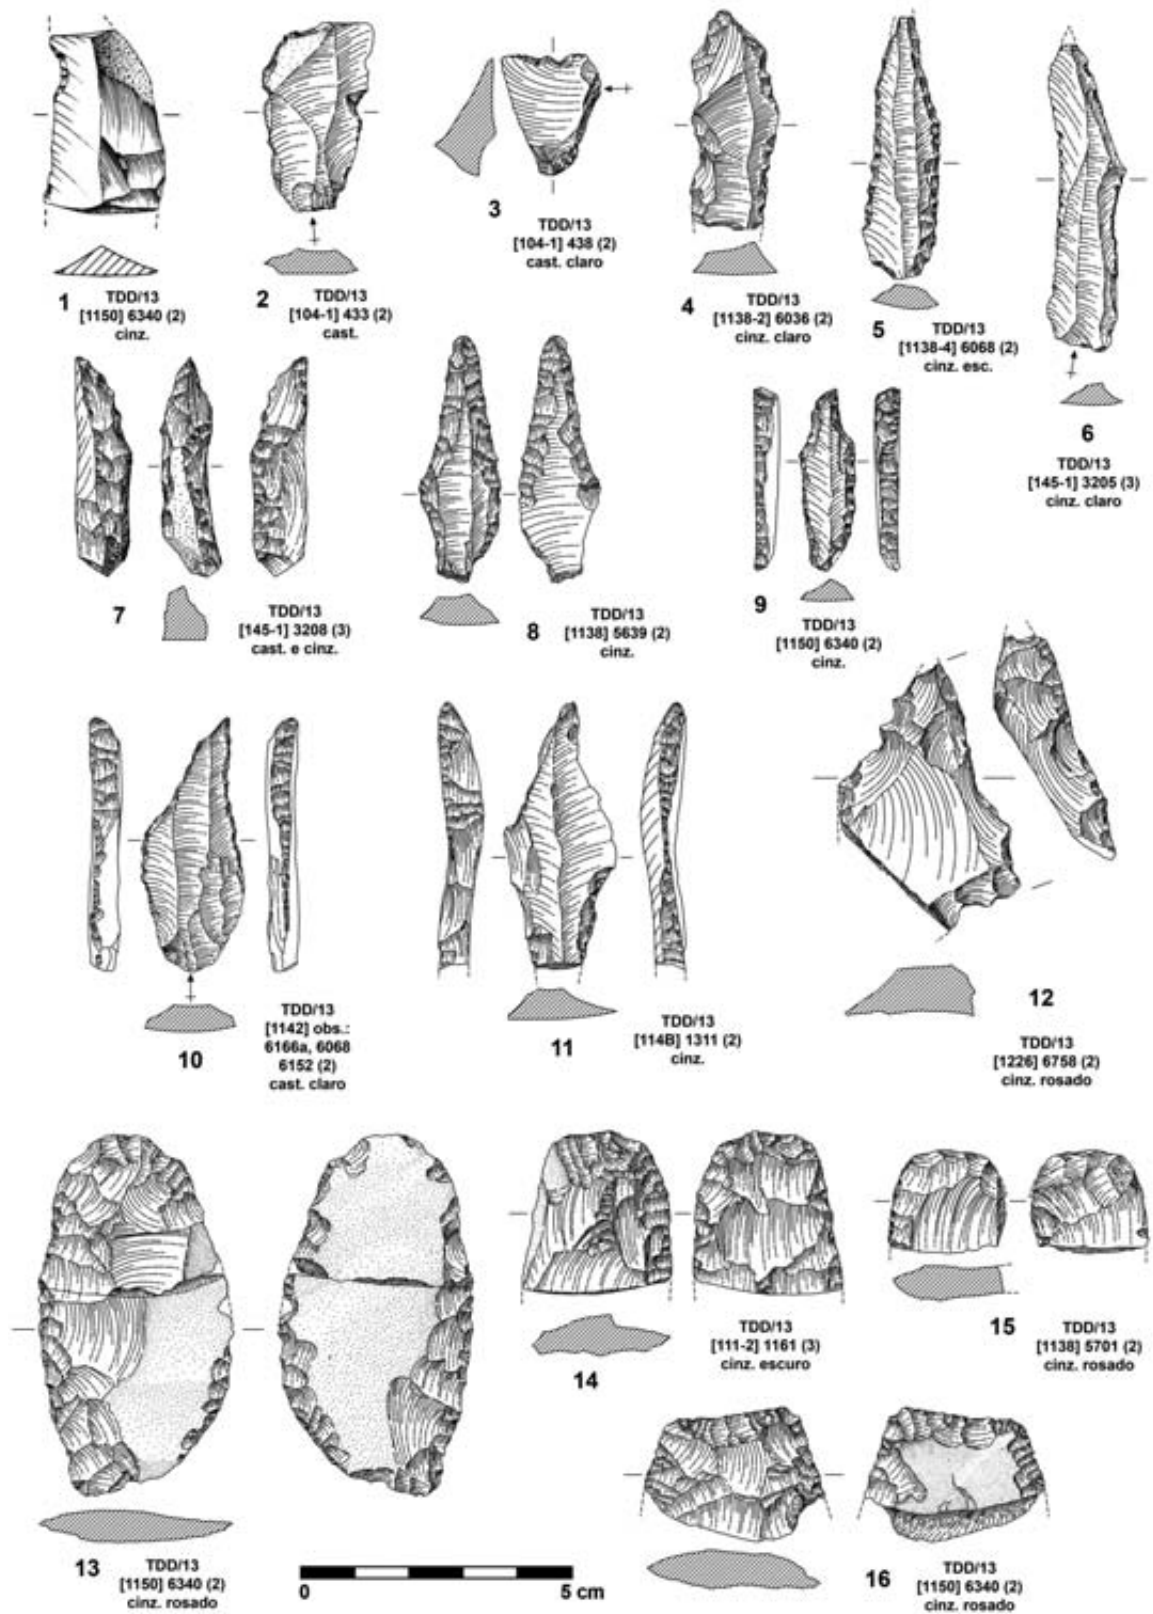 1
TDD/13
[1150] 6340 (2)
cinz.
2
TDD/13
[104-1] 433 (2)
cast.
3
TDD/13
[104-1] 438 (2)
cast. claro
4
TDD/13
[1138-2] 6036 (2)
cinz. claro
5
TDD/13
[1138-4] 6068 (2)
cinz. esc.
6
TDD/13
[145-1] 3205 (3)
cinz. claro
7
TDD/13
[145-1] 3208 (3)
cast. e cinz.
8
TDD/13
[1138] 5639 (2)
cinz.
9
TDD/13
[1150] 6340 (2)
cinz.
10
TDD/13
[1142] obs.:
6166a, 6068
6152 (2)
cast. claro
11
TDD/13
[114B] 1311 (2)
cinz.
12
TDD/13
[1226] 6758 (2)
cinz. rosado
13
TDD/13
[1150] 6340 (2)
cinz. rosado
14
TDD/13
[111-2] 1161 (3)
cinz. escuro
15
TDD/13
[1138] 5701 (2)
cinz. rosado
16
TDD/13
[1150] 6340 (2)
cinz. rosado
0 5 cm